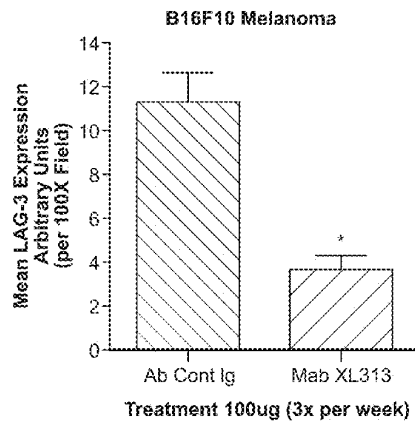 B16F10 Melanoma
Mean LAG-3 Expression
Arbitrary Units
(per 100X Field)
14
12
10
8
6
4
2
0
*
Ab Cont Ig
Mab XL313
Treatment 100ug (3x per week)